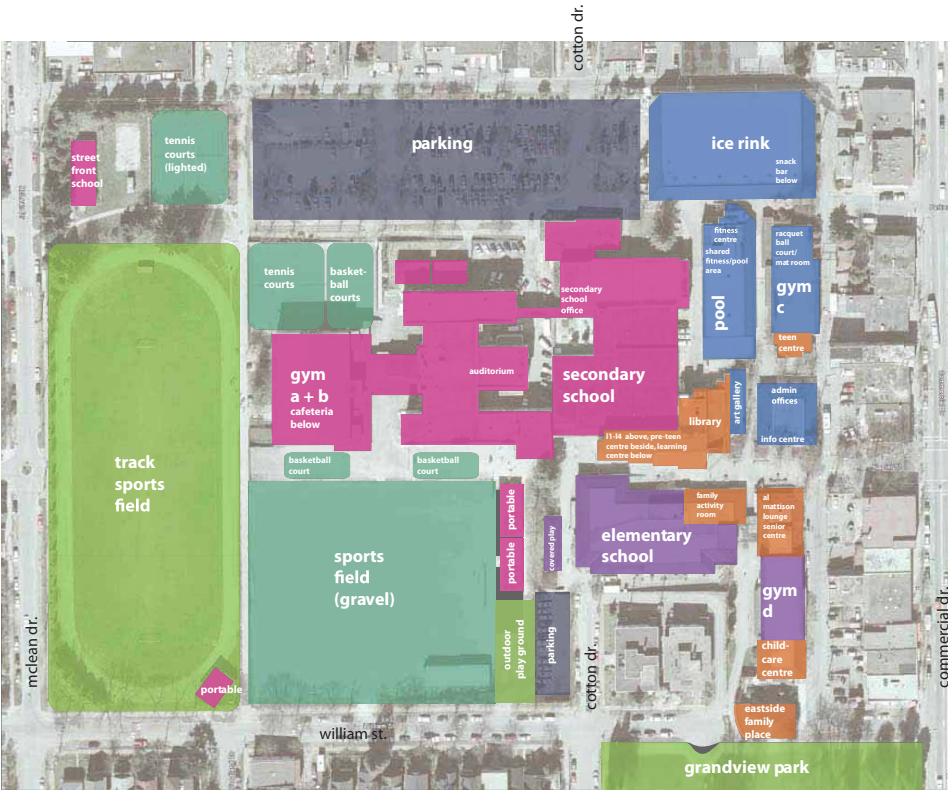 cotton dr.
parking
ice rink
snack
bar
below
tennis
courts
(lighted)
street
front
school
fitness
centre
shared
fitness/pool
area
pool
racquet
ball
court/
mat room
gym
c
teen
centre
tennis
courts
basket-
ball
courts
secondary
school
office
auditorium
gym
a + b
cafeteria
below
secondary
school
art gallery
admin
offices
info centre
library
l1-l4 above, pre-teen
centre beside, learning
centre below
basketball
court
basketball
court
track
sports
field
sports
field
(gravel)
portable
portable
covered play
elementary
school
family
activity
room
al
mattison
lounge
senior
centre
gym
d
child-
care
centre
outdoor
play ground
parking
cotton dr.
mclean dr.
commercial dr.
portable
william st.
eastside
family
place
grandview park